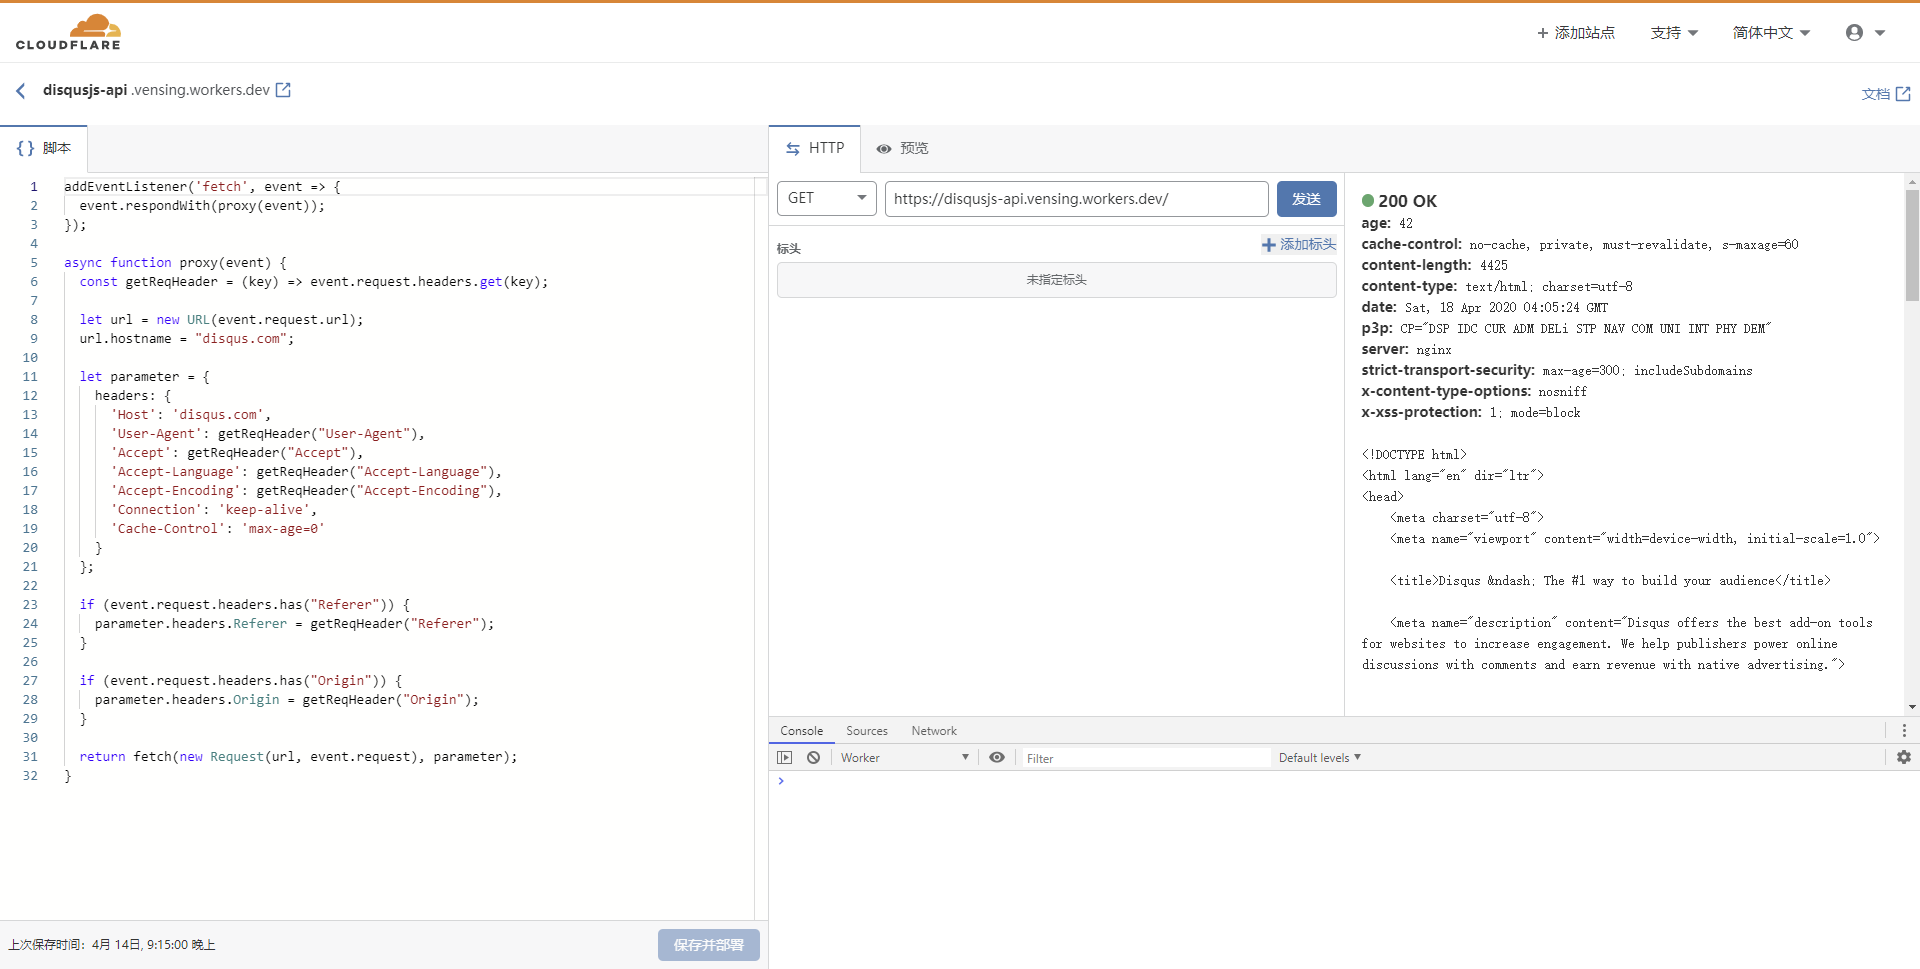 CLOUDFLARE
添加站点
支持
简体中文
disqusjs-api .vensing.workers.dev
文档
{} 脚本
1 addEventListener('fetch', event => {
2   event.respondWith(proxy(event));
3 });
4
5 async function proxy(event) {
6   const getReqHeader = (key) => event.request.headers.get(key);
7
8   let url = new URL(event.request.url);
9   url.hostname = "disqus.com";
10
11   let parameter = {
12     headers: {
13       'Host': 'disqus.com',
14       'User-Agent': getReqHeader("User-Agent"),
15       'Accept': getReqHeader("Accept"),
16       'Accept-Language': getReqHeader("Accept-Language"),
17       'Accept-Encoding': getReqHeader("Accept-Encoding"),
18       'Connection': 'keep-alive',
19       'Cache-Control': 'max-age=0'
20     }
21   };
22
23   if (event.request.headers.has("Referer")) {
24     parameter.headers.Referer = getReqHeader("Referer");
25   }
26
27   if (event.request.headers.has("Origin")) {
28     parameter.headers.Origin = getReqHeader("Origin");
29   }
30
31   return fetch(new Request(url, event.request), parameter);
32 }
上次保存时间: 4月 14日, 9:15:00 晚上
保存并部署
HTTP
预览
GET
https://disqusjs-api.vensing.workers.dev/
发送
标头
添加标头
未指定标头
200 OK
age: 42
cache-control: no-cache, private, must-revalidate, s-maxage=60
content-length: 4425
content-type: text/html; charset=utf-8
date: Sat, 18 Apr 2020 04:05:24 GMT
p3p: CP="DSP IDC CUR ADM DELi STP NAV COM UNI INT PHY DEM"
server: nginx
strict-transport-security: max-age=300; includeSubdomains
x-content-type-options: nosniff
x-xss-protection: 1; mode=block
<!DOCTYPE html>
<html lang="en" dir="ltr">
<head>
<meta charset="utf-8">
<meta name="viewport" content="width=device-width, initial-scale=1.0">
<title>Disqus &ndash; The #1 way to build your audience</title>
<meta name="description" content="Disqus offers the best add-on tools
for websites to increase engagement. We help publishers power online
discussions with comments and earn revenue with native advertising.">
Console Sources Network
Worker
Filter
Default levels